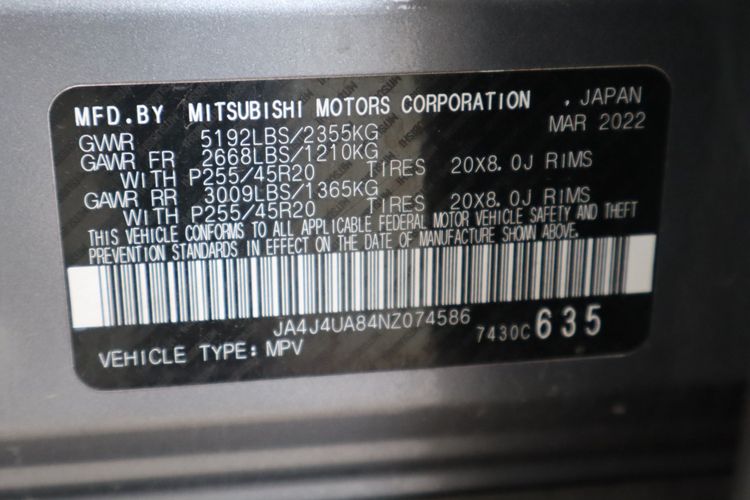 MFD.BY MITSUBISHI MOTORS CORPORATION , JAPAN
GVWR 5192LBS/2355KG MAR 2022
GAWR FR 2668LBS/1210KG
WITH P255/45R20 TIRES 20X8.0J RIMS
GAWR RR 3009LBS/1365KG
WITH P255/45R20 TIRES 20X8.0J RIMS
THIS VEHICLE CONFORMS TO ALL APPLICABLE FEDERAL MOTOR VEHICLE SAFETY AND THEFT
PREVENTION STANDARDS IN EFFECT ON THE DATE OF MANUFACTURE SHOWN ABOVE.
JA4J4UA84NZ074586 7430C 635
VEHICLE TYPE: MPV